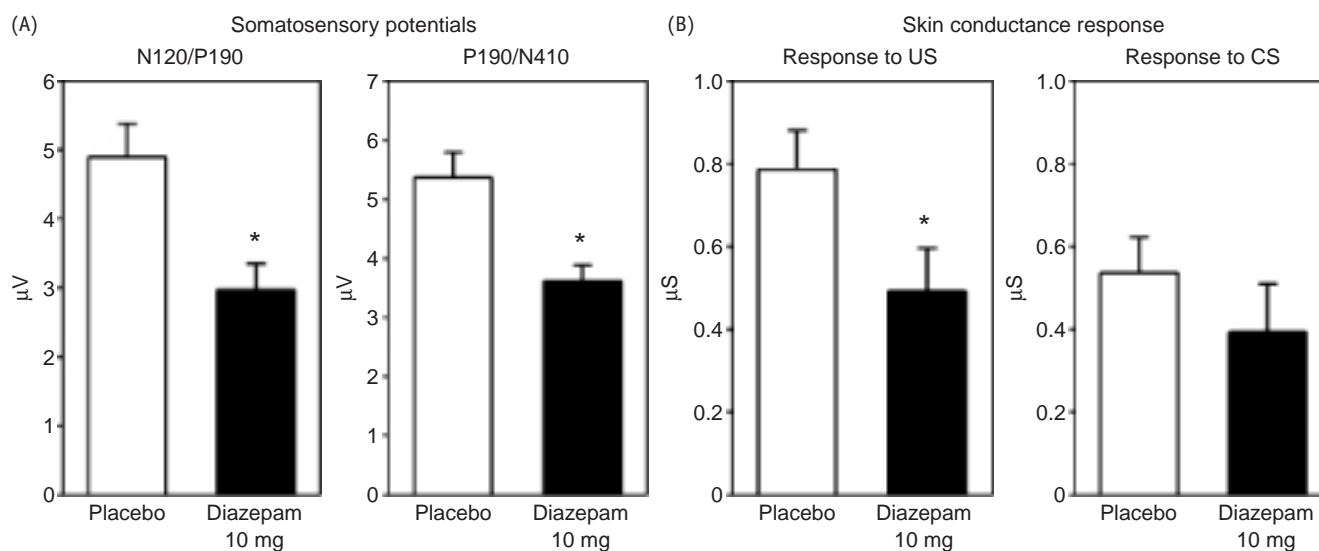 (A) Somatosensory potentials
N120/P190
6
5
4
3
2
1
0
µV
*
Placebo Diazepam
10 mg
P190/N410
7
6
5
4
3
2
1
0
µV
*
Placebo Diazepam
10 mg
(B) Skin conductance response
Response to US
1.0
0.8
0.6
0.4
0.2
0
µS
*
Placebo Diazepam
10 mg
Response to CS
1.0
0.8
0.6
0.4
0.2
0
µS
Placebo Diazepam
10 mg